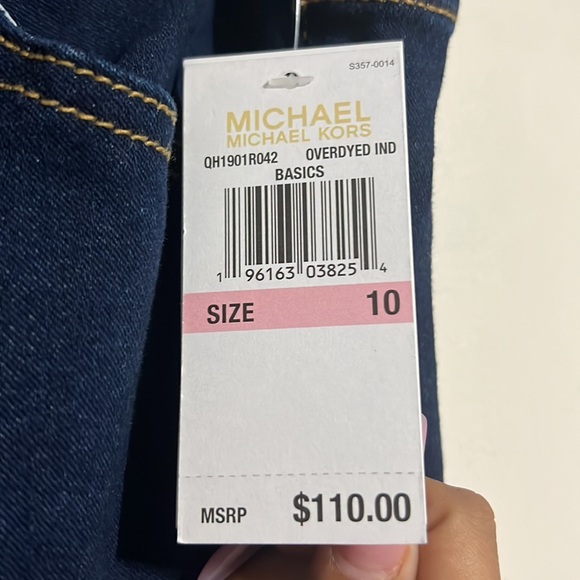 S357-0014
MICHAEL
MICHAEL KORS
QH1901R042 OVERDYED IND
BASICS
1 96163 03825 4
SIZE 10
MSRP $110.00